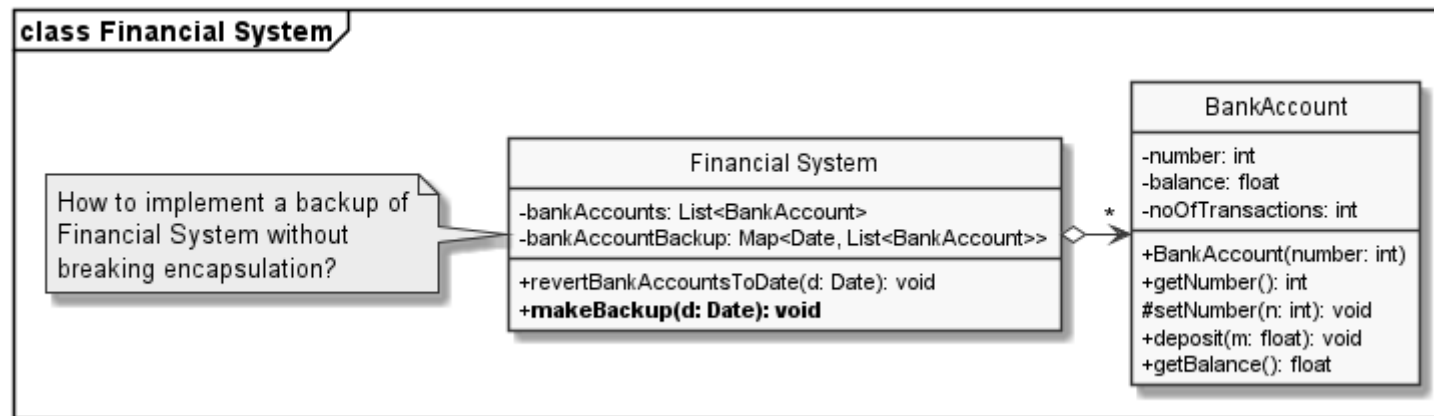 class Financial System
How to implement a backup of
Financial System without
breaking encapsulation?
Financial System
-bankAccounts: List<BankAccount>
-bankAccountBackup: Map<Date, List<BankAccount>>
+revertBankAccountsToDate(d: Date): void
+makeBackup(d: Date): void
*
BankAccount
-number: int
-balance: float
-noOfTransactions: int
+BankAccount(number: int)
+getNumber(): int
#setNumber(n: int): void
+deposit(m: float): void
+getBalance(): float